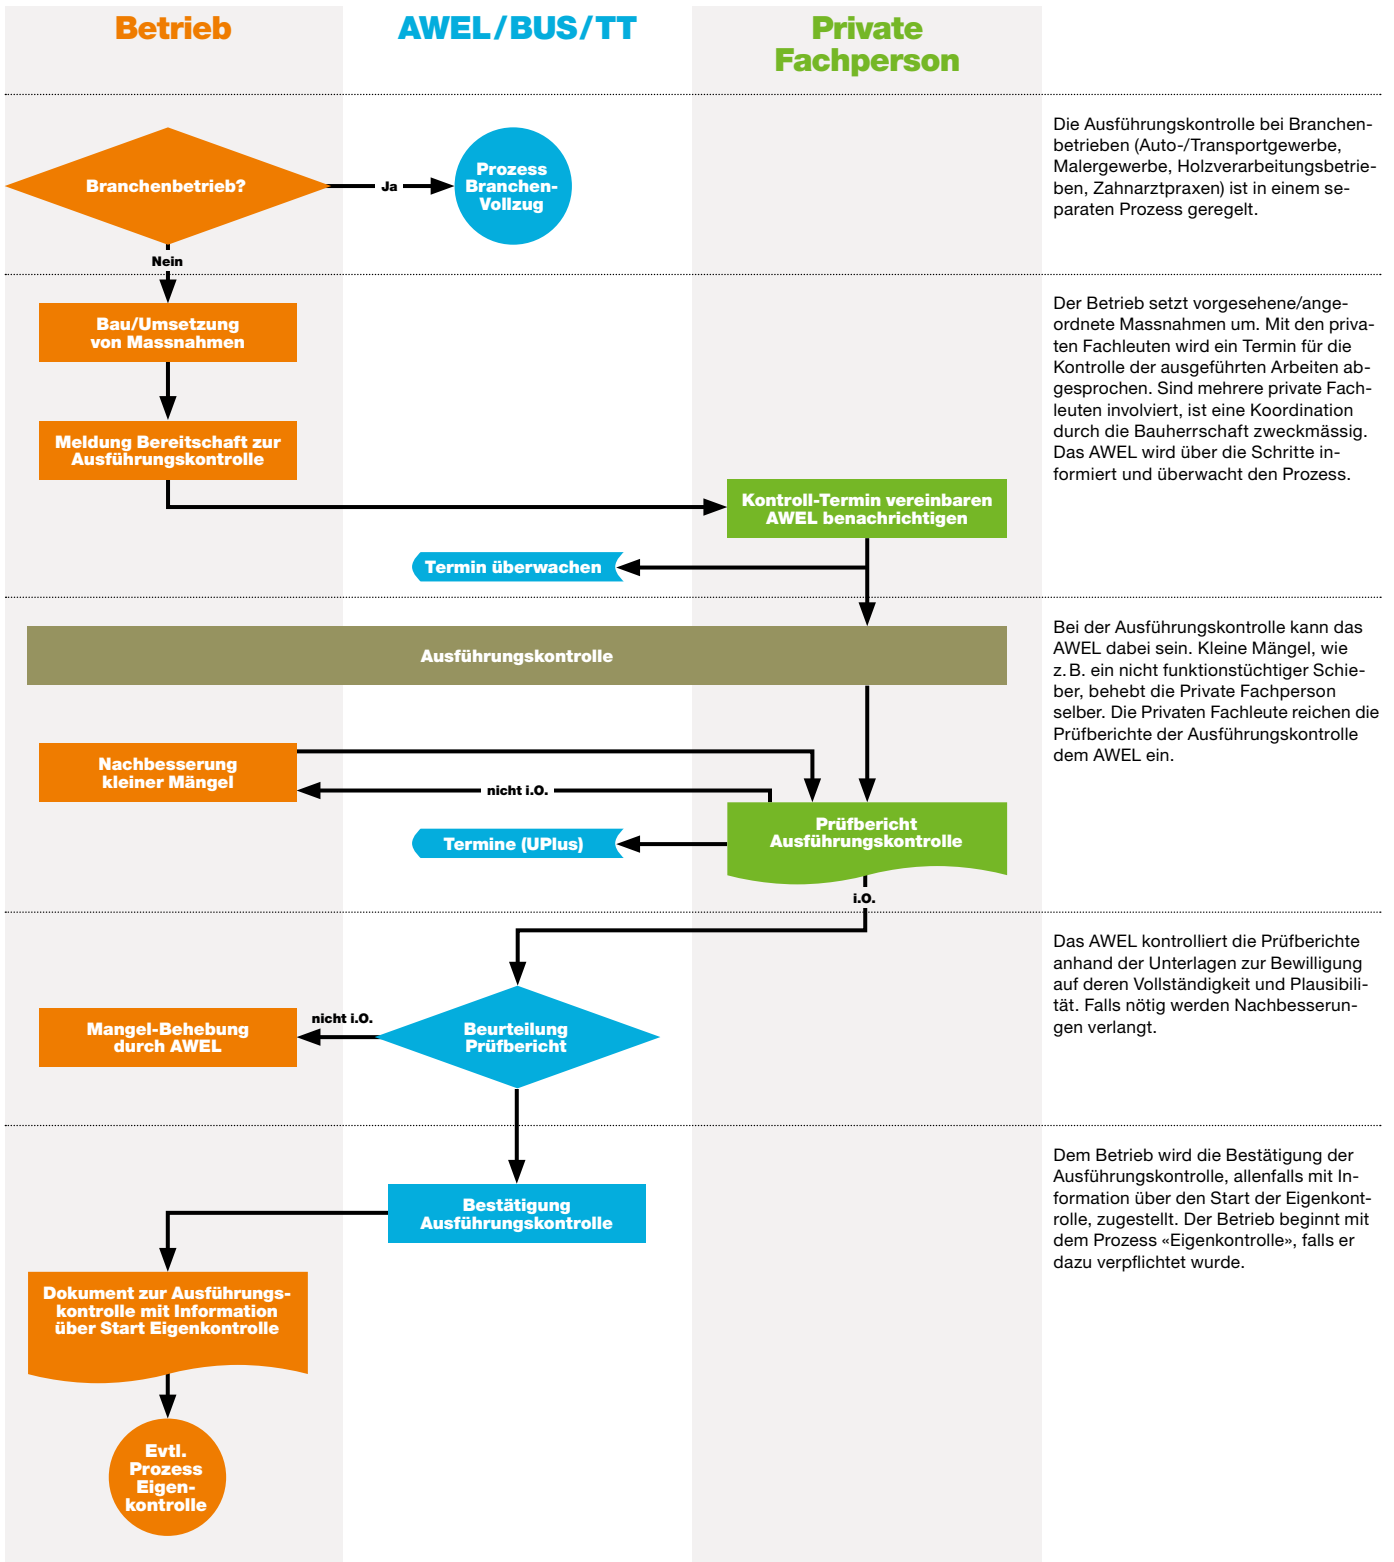 Betrieb
AWEL/BUS/TT
Private
Fachperson
Branchenbetrieb?
Ja
Prozess
Branchen-
Vollzug
Nein
Die Ausführungskontrolle bei Branchen-
betrieben (Auto-/Transportgewerbe,
Malergewerbe, Holzverarbeitungsbetrie-
ben, Zahnarztpraxen) ist in einem se-
paraten Prozess geregelt.
Bau/Umsetzung
von Massnahmen
Meldung Bereitschaft zur
Ausführungskontrolle
Kontroll-Termin vereinbaren
AWEL benachrichtigen
Termin überwachen
Der Betrieb setzt vorgesehene/ange-
ordnete Massnahmen um. Mit den priva-
ten Fachleuten wird ein Termin für die
Kontrolle der ausgeführten Arbeiten ab-
gesprochen. Sind mehrere private Fach-
leuten involviert, ist eine Koordination
durch die Bauherrschaft zweckmässig.
Das AWEL wird über die Schritte in-
formiert und überwacht den Prozess.
Ausführungskontrolle
Nachbesserung
kleiner Mängel
nicht i.O.
Prüfbericht
Ausführungskontrolle
Termine (UPlus)
i.O.
Bei der Ausführungskontrolle kann das
AWEL dabei sein. Kleine Mängel, wie
z. B. ein nicht funktionstüchtiger Schie-
ber, behebt die Private Fachperson
selber. Die Privaten Fachleute reichen die
Prüfberichte der Ausführungskontrolle
dem AWEL ein.
Mangel-Behebung
durch AWEL
nicht i.O.
Beurteilung
Prüfbericht
Das AWEL kontrolliert die Prüfberichte
anhand der Unterlagen zur Bewilligung
auf deren Vollständigkeit und Plausibili-
tät. Falls nötig werden Nachbesserun-
gen verlangt.
Bestätigung
Ausführungskontrolle
Dokument zur Ausführungs-
kontrolle mit Information
über Start Eigenkontrolle
Evtl.
Prozess
Eigen-
kontrolle
Dem Betrieb wird die Bestätigung der
Ausführungskontrolle, allenfalls mit In-
formation über den Start der Eigenkont-
rolle, zugestellt. Der Betrieb beginnt mit
dem Prozess «Eigenkontrolle», falls er
dazu verpflichtet wurde.